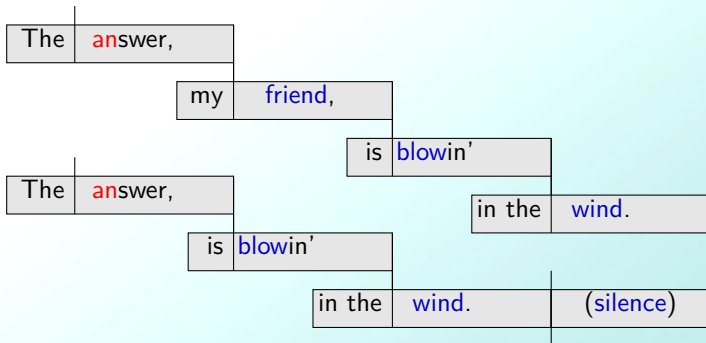 The answer,
my friend,
is blowin'
The answer,
in the wind.
is blowin'
in the wind. (silence)